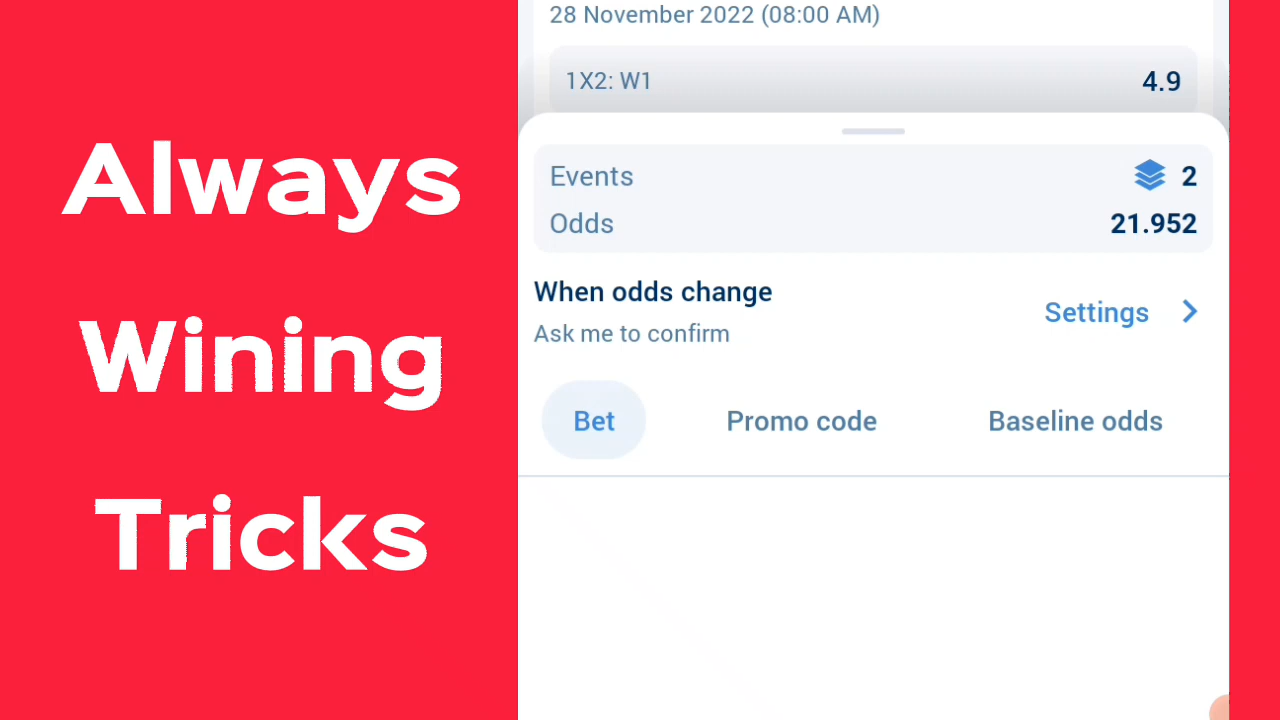 Always
Wining
Tricks
28 November 2022 (08:00 AM)
1X2: W1 4.9
Events 2
Odds 21.952
When odds change
Ask me to confirm
Settings
Bet Promo code Baseline odds